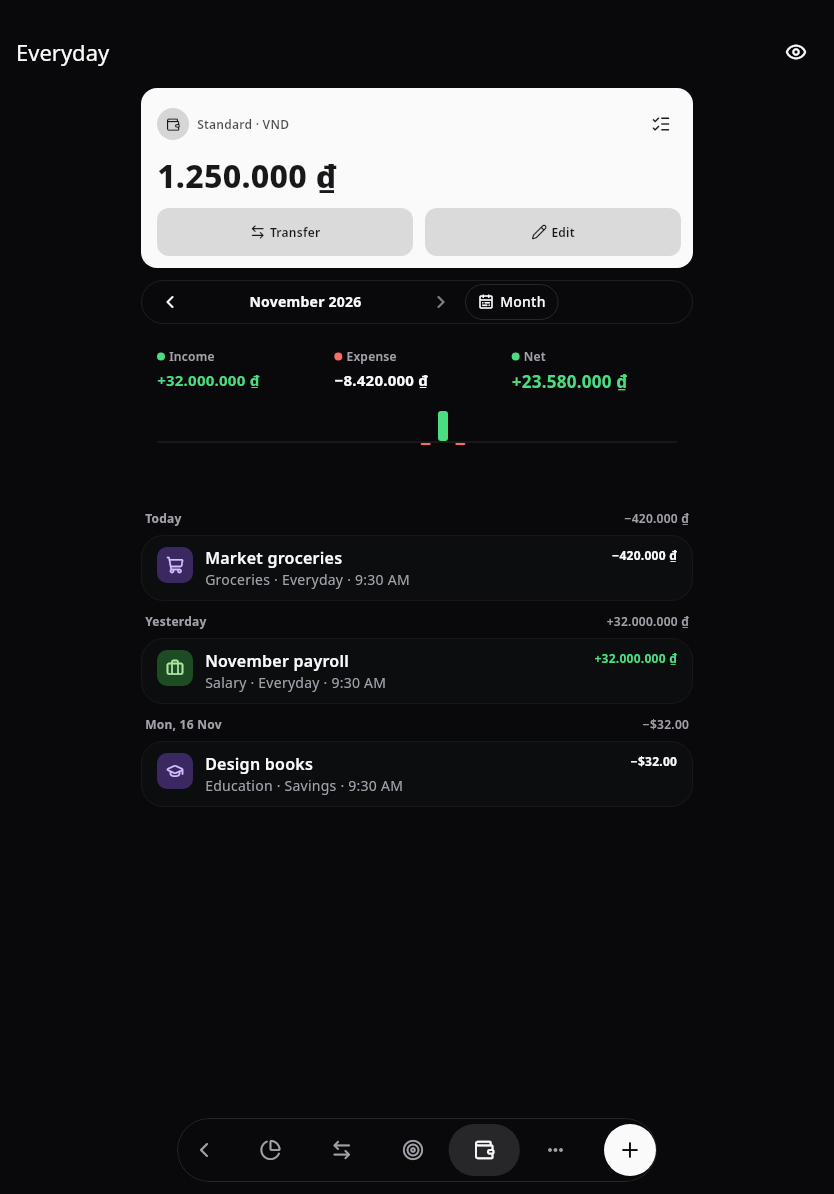 Everyday
Standard · VND
1.250.000 ₫
Transfer
Edit
November 2026
Month
Income
Expense
Net
+32.000.000 ₫
−8.420.000 ₫
+23.580.000 ₫
Today
−420.000 ₫
Market groceries
−420.000 ₫
Groceries · Everyday · 9:30 AM
Yesterday
+32.000.000 ₫
November payroll
+32.000.000 ₫
Salary · Everyday · 9:30 AM
Mon, 16 Nov
−$32.00
Design books
−$32.00
Education · Savings · 9:30 AM